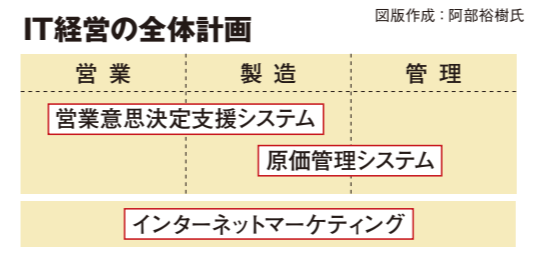 IT経営の全体計画
図版作成：阿部裕樹氏
営業 製造 管理
営業意思決定支援システム
原価管理システム
インターネットマーケティング